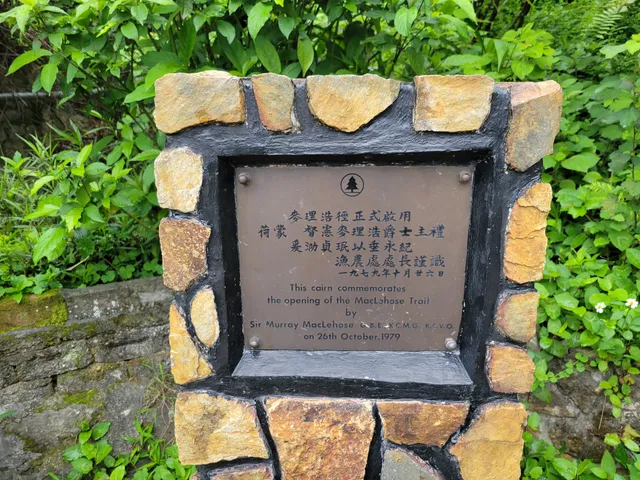 麥理浩徑正式啟用
荷蒙 督憲麥理浩爵士主禮
爰泐貞珉以垂永紀
漁農處處長謹識
一九七九年十月廿六日
This cairn commemorates
the opening of the MacLehose Trail
by
Sir Murray MacLehose G.B.E., K.C.M.G., K.C.V.O.
on 26th October,1979